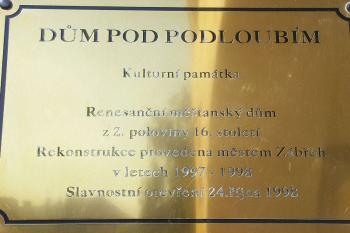 DŮM POD PODLOUBÍM
Kulturní památka
Renesanční měšťanský dům
z 2. poloviny 16. století
Rekonstrukce provedena městem Zábřeh
v letech 1997 - 1998
Slavnostní otevření 24.října 1998